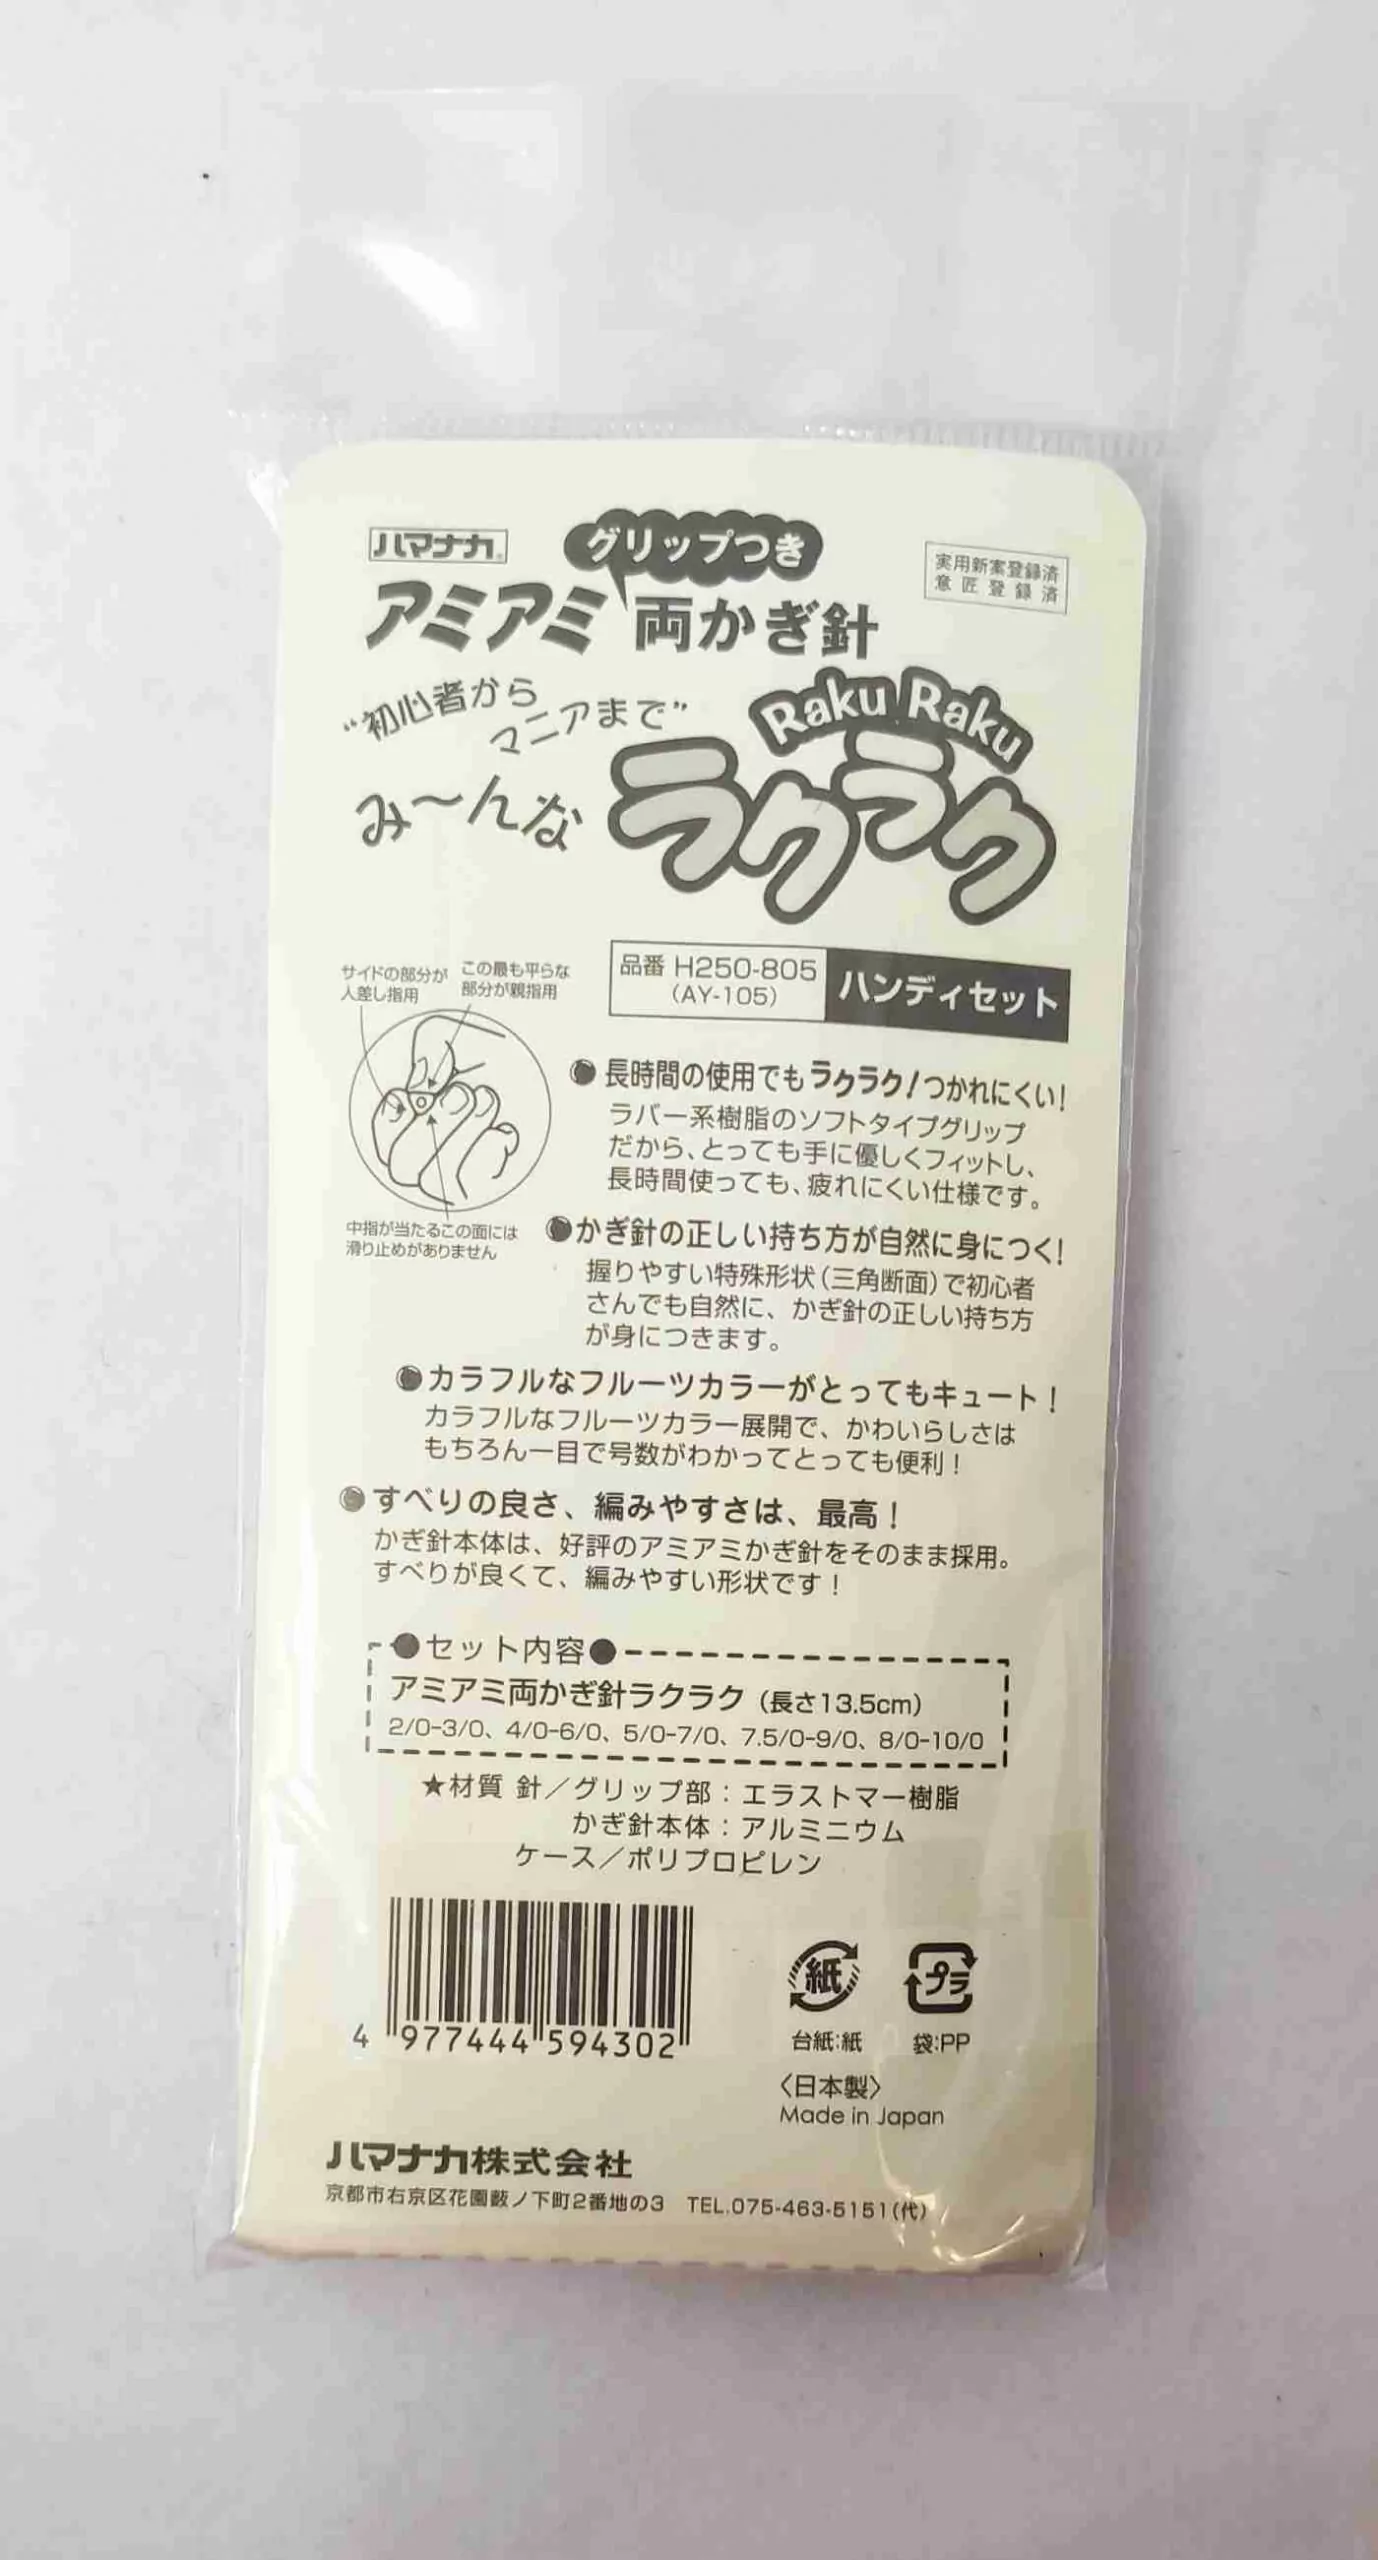 ハマナカ
グリップつき
アミアミ両かぎ針
実用新案登録済
意匠登録済
"初心者から
マニアまで"
み〜んな
Raku Raku
ラクラク
品番 H250-805
(AY-105)
ハンディセット
サイドの部分が
人差し指用
この最も平らな
部分が親指用
中指が当たるこの面には
滑り止めがありません
●長時間の使用でもラクラク!つかれにくい!
ラバー系樹脂のソフトタイプグリップ
だから、とっても手に優しくフィットし、
長時間使っても、疲れにくい仕様です。
●かぎ針の正しい持ち方が自然に身につく!
握りやすい特殊形状(三角断面)で初心者
さんでも自然に、かぎ針の正しい持ち方
が身につきます。
●カラフルなフルーツカラーがとってもキュート!
カラフルなフルーツカラー展開で、かわいらしさは
もちろん一目で号数がわかってとっても便利!
●すべりの良さ、編みやすさは、最高!
かぎ針本体は、好評のアミアミかぎ針をそのまま採用。
すべりが良くて、編みやすい形状です!
●セット内容●
アミアミ両かぎ針ラクラク(長さ13.5cm)
2/0-3/0、4/0-6/0、5/0-7/0、7.5/0-9/0、8/0-10/0
★材質 針/グリップ部:エラストマー樹脂
かぎ針本体:アルミニウム
ケース/ポリプロピレン
4 977444 594302
紙
台紙:紙
プラ
袋:PP
〈日本製〉
Made in Japan
ハマナカ株式会社
京都市右京区花園薮ノ下町2番地の3 TEL.075-463-5151(代)